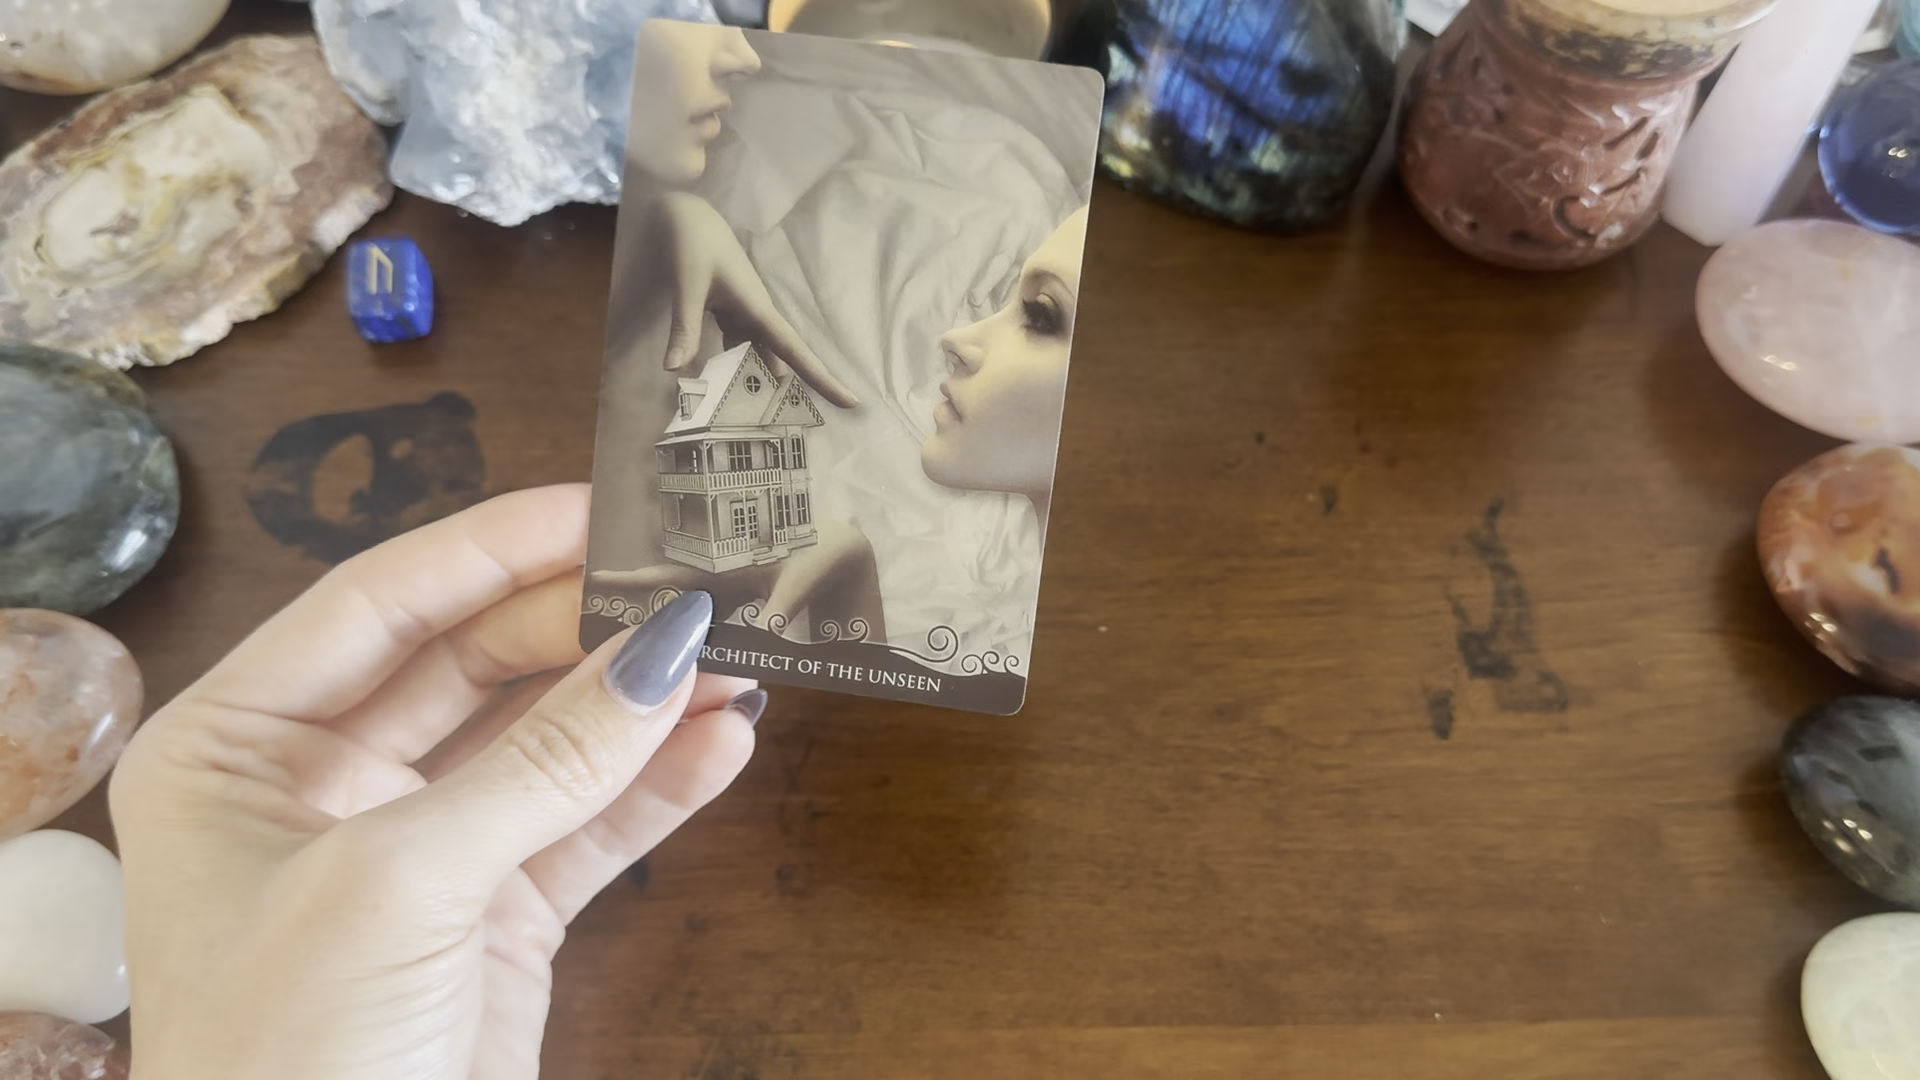 ᚢ
RCHITECT OF THE UNSEEN